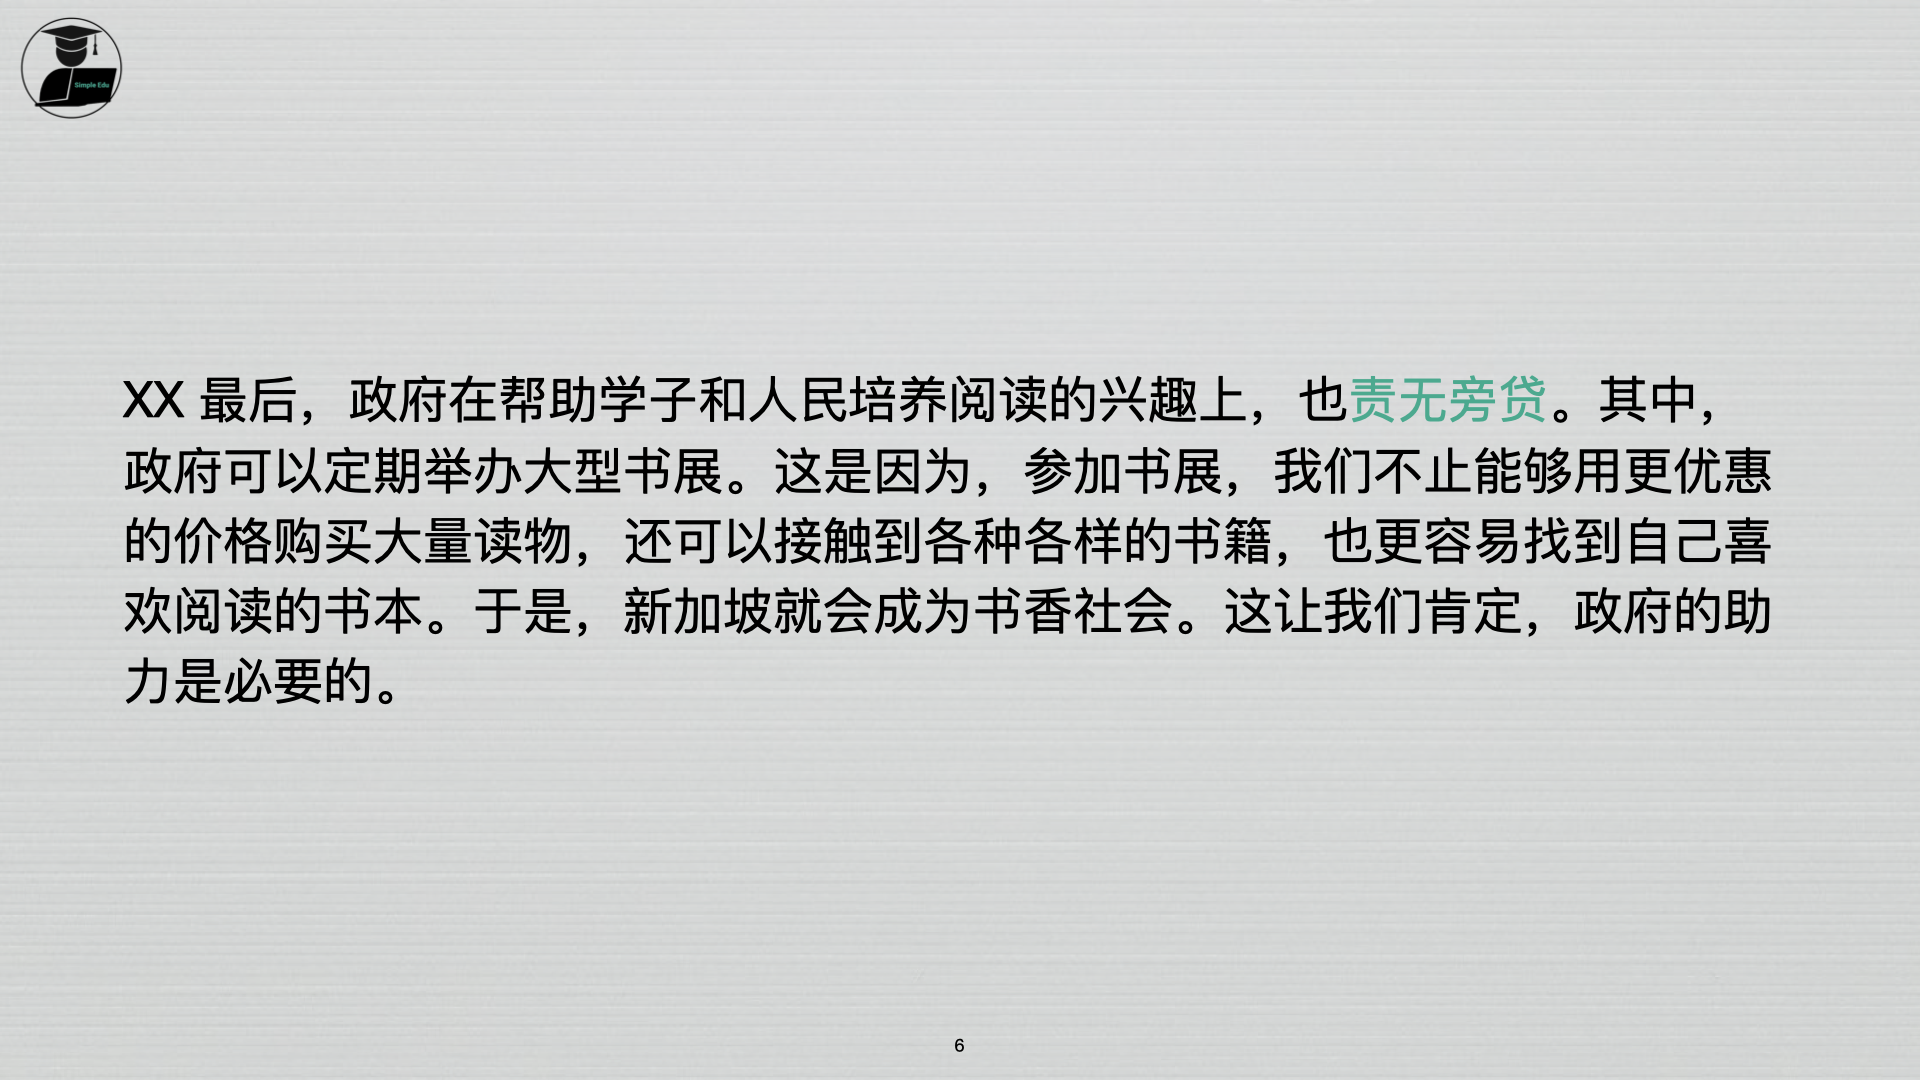 Simple Edu
XX 最后，政府在帮助学子和人民培养阅读的兴趣上，也责无旁贷。其中，
政府可以定期举办大型书展。这是因为，参加书展，我们不止能够用更优惠
的价格购买大量读物，还可以接触到各种各样的书籍，也更容易找到自己喜
欢阅读的书本。于是，新加坡就会成为书香社会。这让我们肯定，政府的助
力是必要的。
6